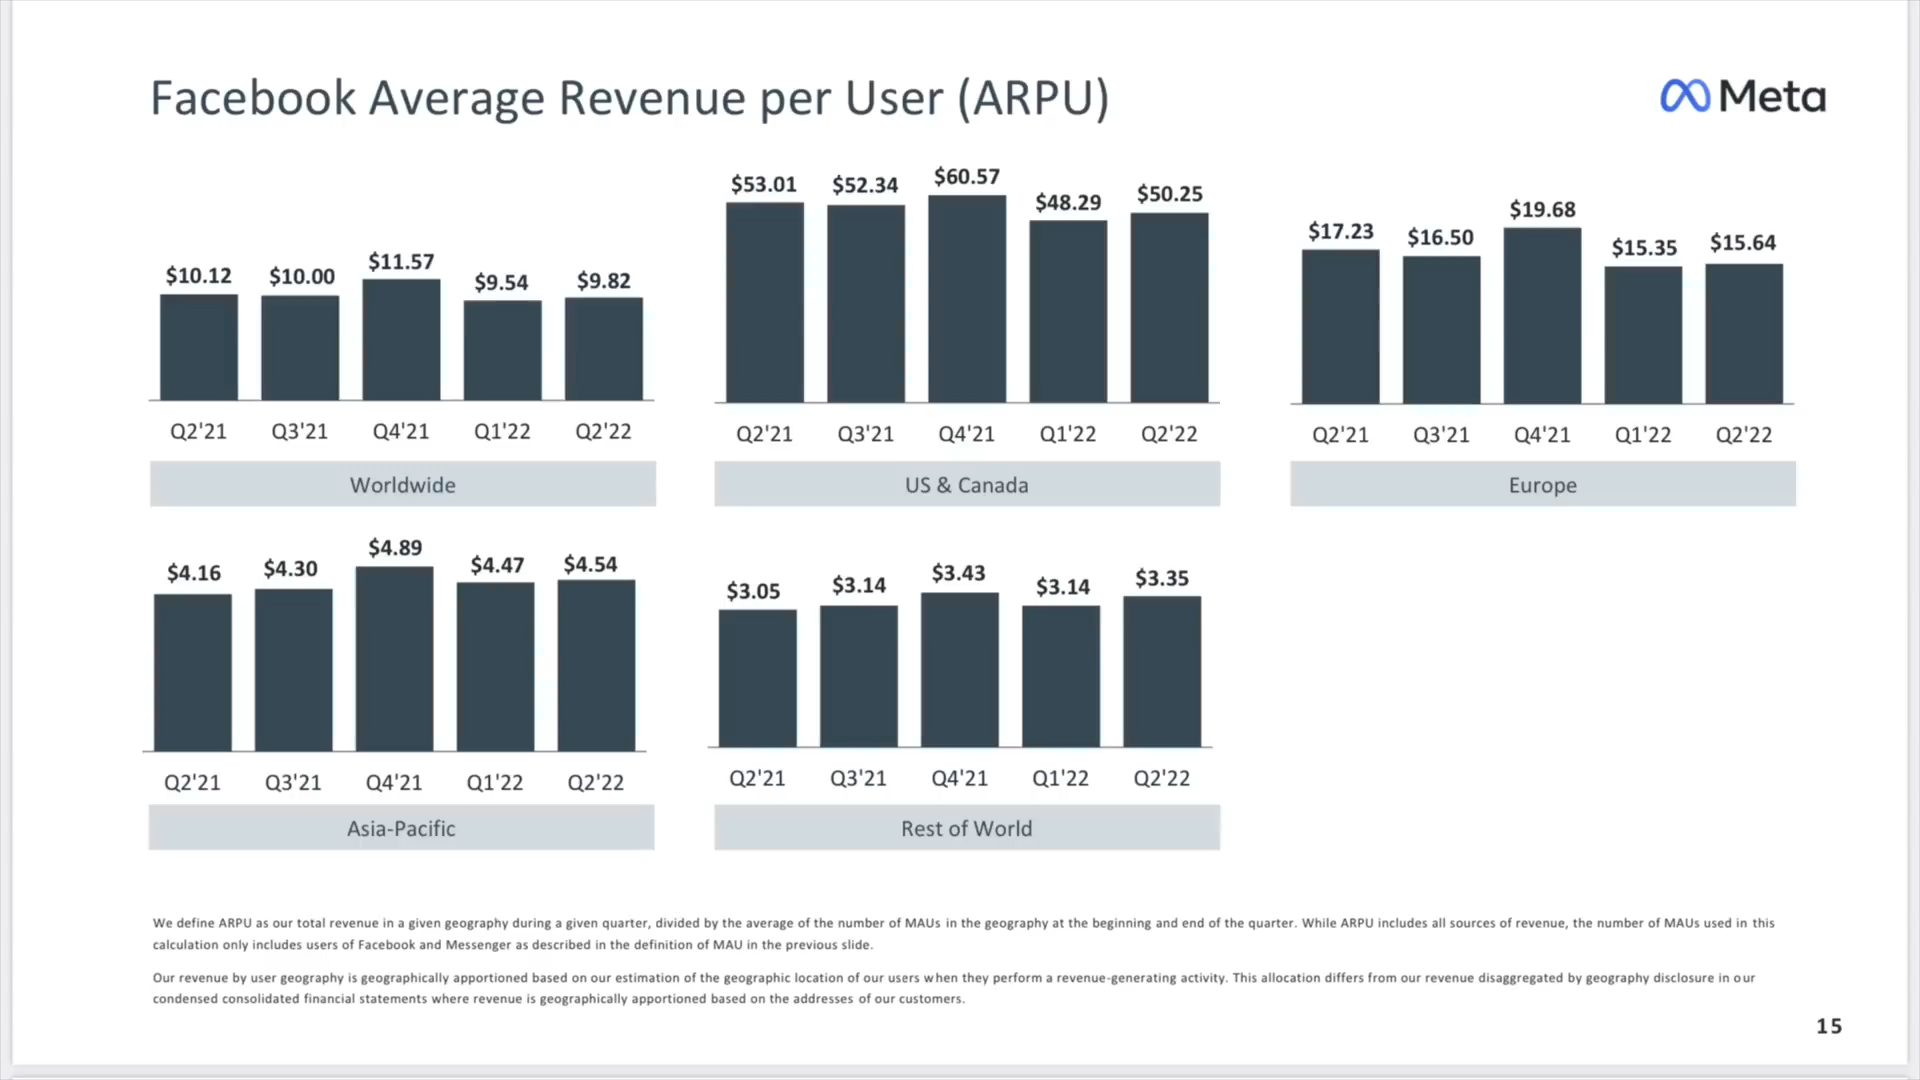 Facebook Average Revenue per User (ARPU)
Meta
$10.12 $10.00 $11.57 $9.54 $9.82
Q2'21 Q3'21 Q4'21 Q1'22 Q2'22
Worldwide
$53.01 $52.34 $60.57 $48.29 $50.25
Q2'21 Q3'21 Q4'21 Q1'22 Q2'22
US & Canada
$17.23 $16.50 $19.68 $15.35 $15.64
Q2'21 Q3'21 Q4'21 Q1'22 Q2'22
Europe
$4.16 $4.30 $4.89 $4.47 $4.54
Q2'21 Q3'21 Q4'21 Q1'22 Q2'22
Asia-Pacific
$3.05 $3.14 $3.43 $3.14 $3.35
Q2'21 Q3'21 Q4'21 Q1'22 Q2'22
Rest of World
We define ARPU as our total revenue in a given geography during a given quarter, divided by the average of the number of MAUs in the geography at the beginning and end of the quarter. While ARPU includes all sources of revenue, the number of MAUs used in this
calculation only includes users of Facebook and Messenger as described in the definition of MAU in the previous slide.
Our revenue by user geography is geographically apportioned based on our estimation of the geographic location of our users when they perform a revenue-generating activity. This allocation differs from our revenue disaggregated by geography disclosure in our
condensed consolidated financial statements where revenue is geographically apportioned based on the addresses of our customers.
15